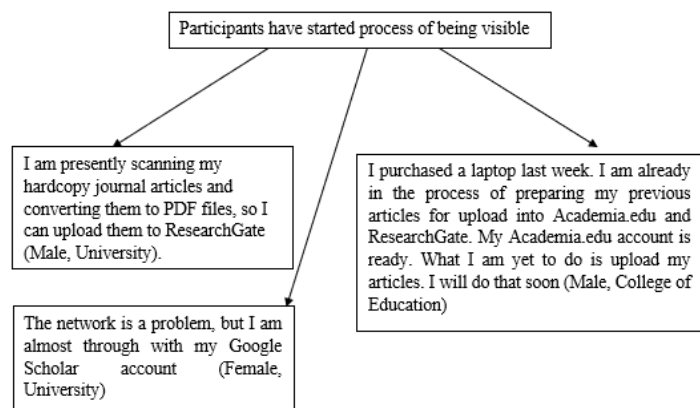 Participants have started process of being visible
I am presently scanning my
hardcopy journal articles and
converting them to PDF files, so I
can upload them to ResearchGate
(Male, University).
I purchased a laptop last week. I am already
in the process of preparing my previous
articles for upload into Academia.edu and
ResearchGate. My Academia.edu account is
ready. What I am yet to do is upload my
articles. I will do that soon (Male, College of
Education)
The network is a problem, but I am
almost through with my Google
Scholar account (Female,
University)